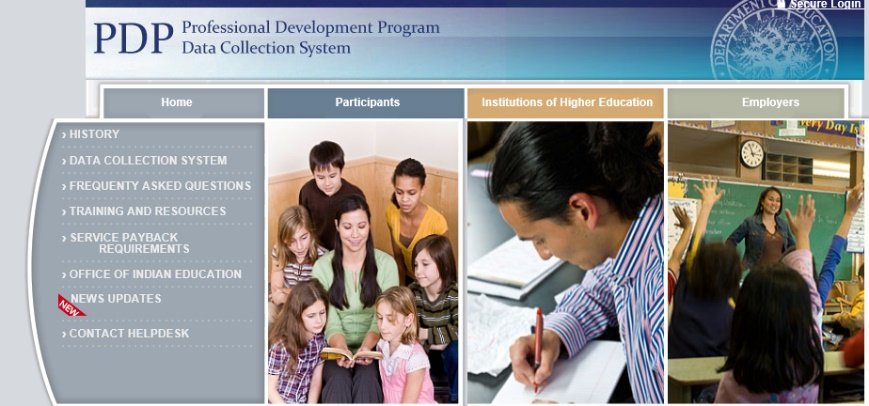 Secure Login
PDP Professional Development Program
Data Collection System
DEPARTMENT OF EDUCATION
Home
Participants
Institutions of Higher Education
Employers
› HISTORY
› DATA COLLECTION SYSTEM
› FREQUENTY ASKED QUESTIONS
› TRAINING AND RESOURCES
› SERVICE PAYBACK
REQUIREMENTS
› OFFICE OF INDIAN EDUCATION
NEW
NEWS UPDATES
› CONTACT HELPDESK
Very Day Is